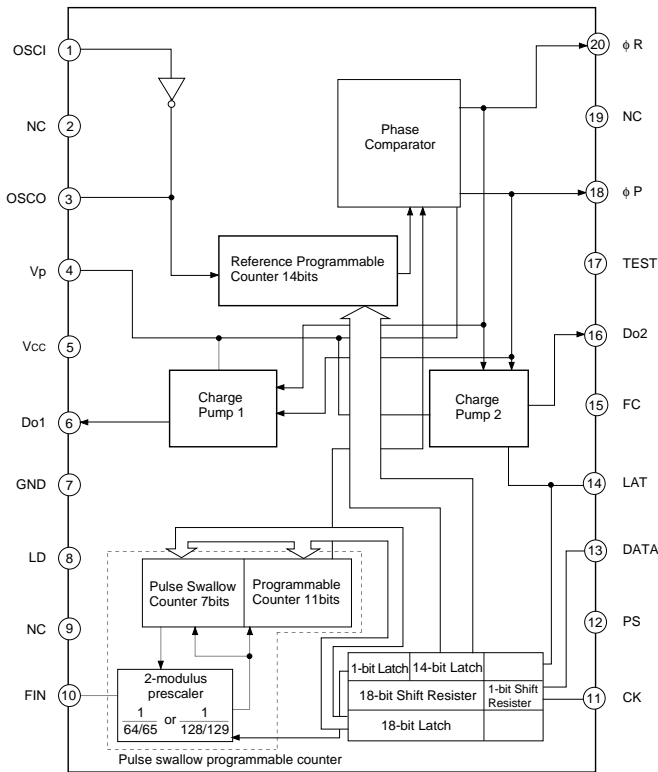 OSCI 1
20 ϕ R
NC 2
19 NC
Phase
Comparator
OSCO 3
18 ϕ P
Reference Programmable
Counter 14bits
Vp 4
17 TEST
Vcc 5
16 Do2
Charge
Pump 1
Charge
Pump 2
15 FC
Do1 6
GND 7
14 LAT
LD 8
13 DATA
Pulse Swallow
Counter 7bits
Programmable
Counter 11bits
NC 9
12 PS
1-bit Latch 14-bit Latch
2-modulus
prescaler
1
64/65
or
1
128/129
18-bit Shift Resister
1-bit Shift
Resister
FIN 10
11 CK
18-bit Latch
Pulse swallow programmable counter